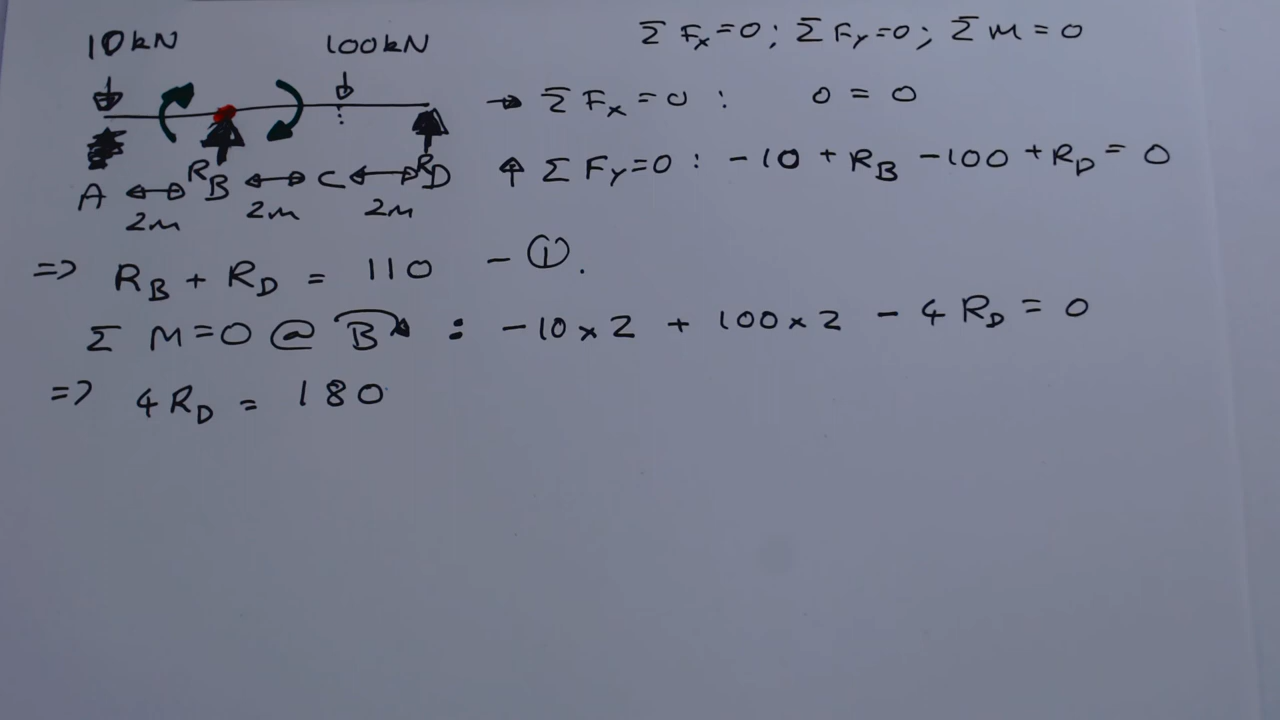 10kN 100kN Σ Fx=0; ΣFy=0; ΣM=0
→ ΣFx=0 : 0 = 0
RB RD ↑ ΣFy=0 : -10 + RB -100 + RD = 0
A B C D
2m 2m 2m
=> RB + RD = 110 - ①.
Σ M=0 @ B : -10×2 + 100×2 - 4RD = 0
=> 4RD = 180